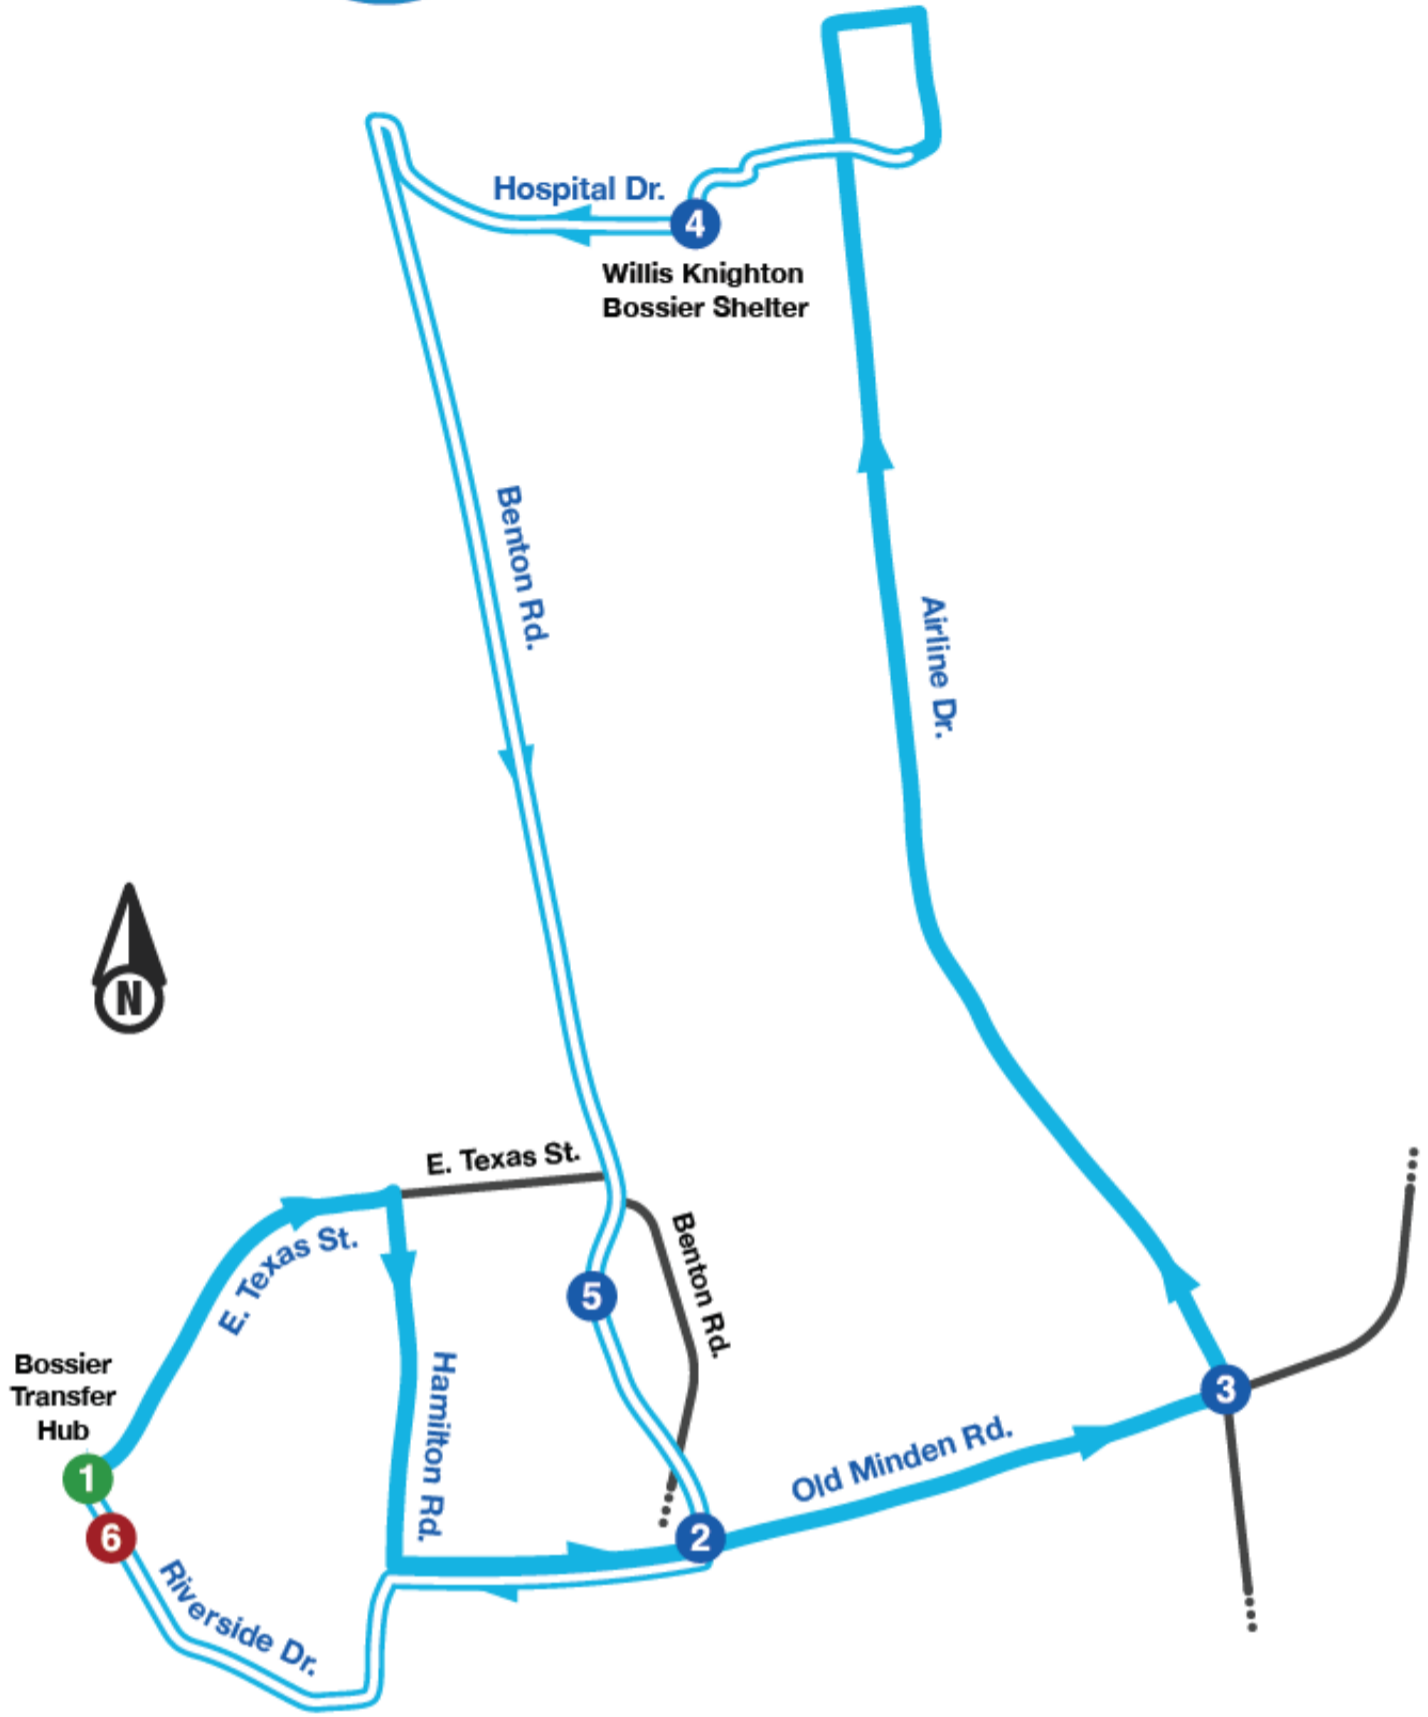 Hospital Dr.
4
Willis Knighton
Bossier Shelter
Benton Rd.
Airline Dr.
N
E. Texas St.
E. Texas St.
Benton Rd.
5
Bossier
Transfer
Hub
Hamilton Rd.
3
Old Minden Rd.
1
6
2
Riverside Dr.